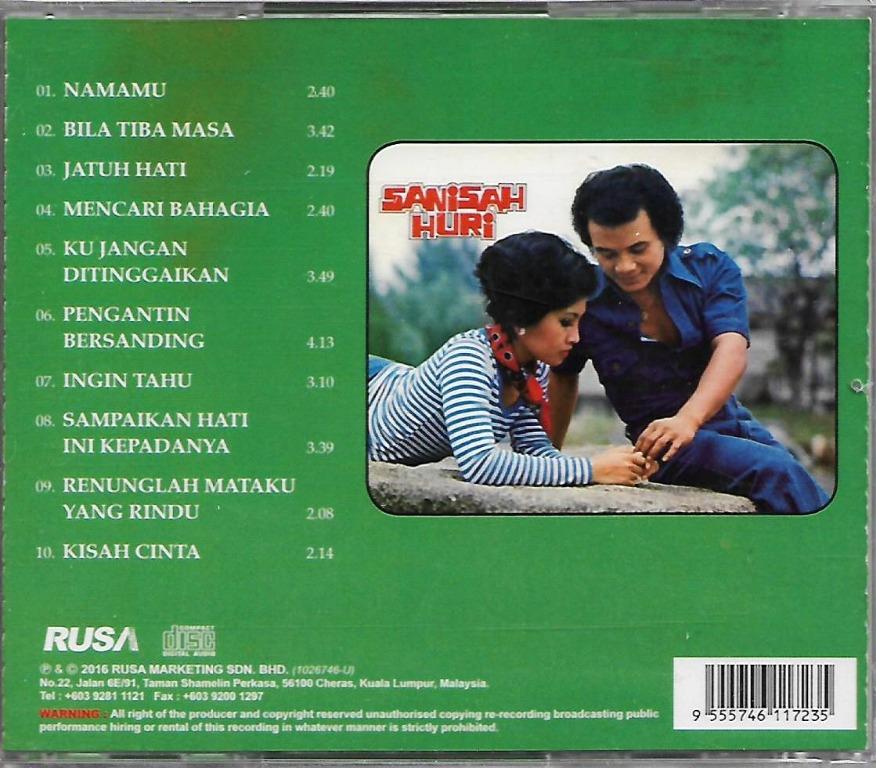 01. NAMAMU 2.40
02. BILA TIBA MASA 3.42
03. JATUH HATI 2.19
04. MENCARI BAHAGIA 2.40
05. KU JANGAN
DITINGGAIKAN 3.49
06. PENGANTIN
BERSANDING 4.13
07. INGIN TAHU 3.10
08. SAMPAIKAN HATI
INI KEPADANYA 3.39
09. RENUNGLAH MATAKU
YANG RINDU 2.08
10. KISAH CINTA 2.14
SANiSAH
HURi
RUSA
COMPACT
disc
DIGITAL AUDIO
℗ & © 2016 RUSA MARKETING SDN. BHD. (1026746-U)
No.22, Jalan 6E/91, Taman Shamelin Perkasa, 56100 Cheras, Kuala Lumpur, Malaysia.
Tel : +603 9281 1121 Fax : +603 9200 1297
WARNING : All right of the producer and copyright reserved unauthorised copying re-recording broadcasting public
performance hiring or rental of this recording in whatever manner is strictly prohibited.
9 555746 117235